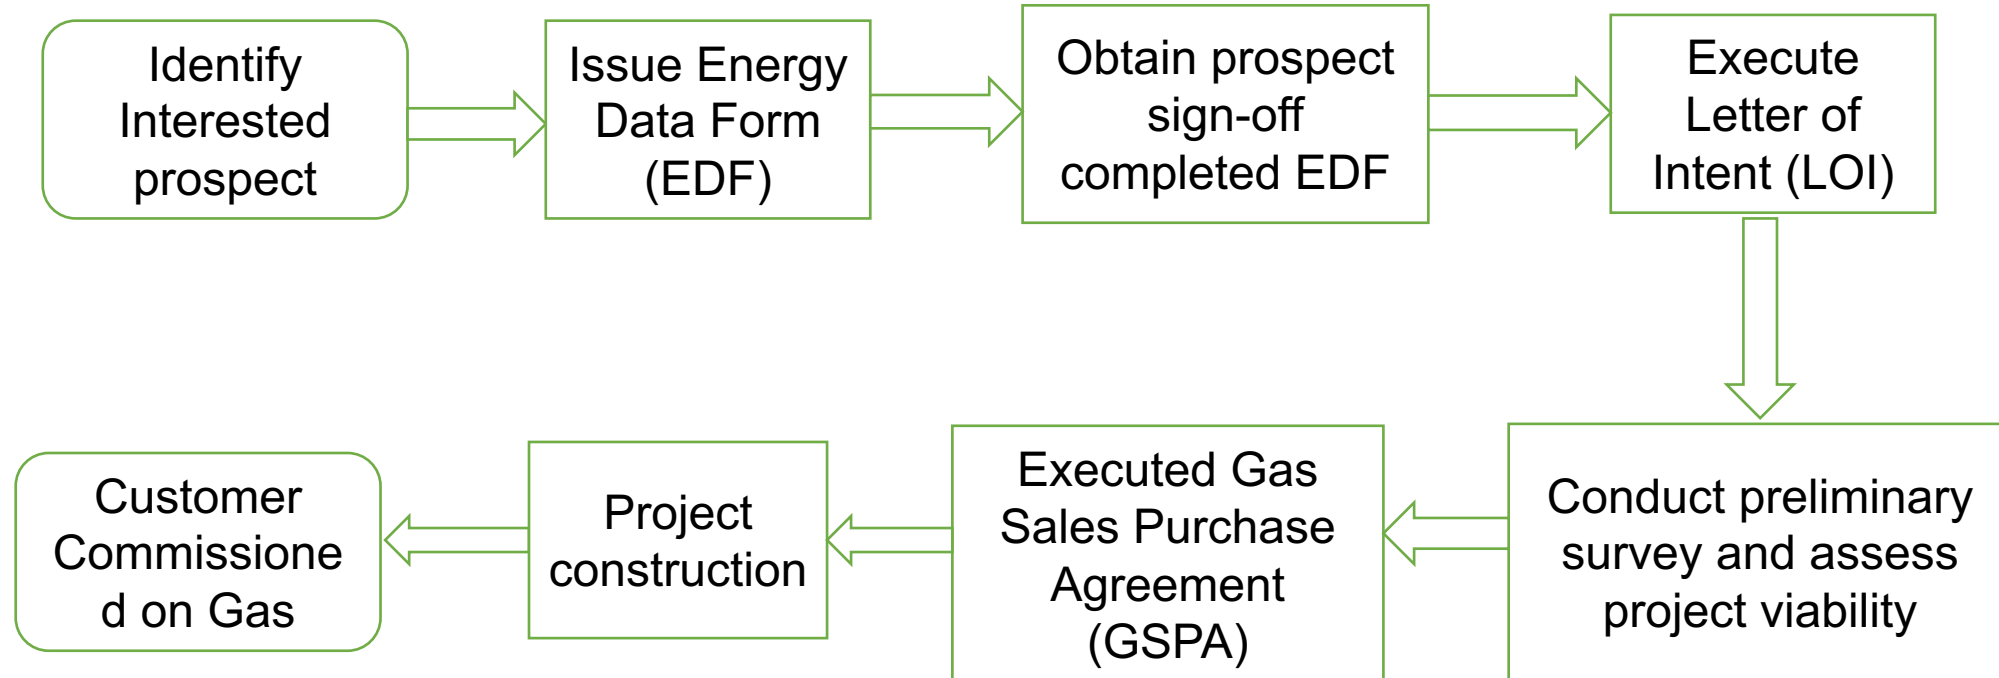 Identify
Interested
prospect
Issue Energy
Data Form
(EDF)
Obtain prospect
sign-off
completed EDF
Execute
Letter of
Intent (LOI)
Conduct preliminary
survey and assess
project viability
Executed Gas
Sales Purchase
Agreement
(GSPA)
Project
construction
Customer
Commissione
d on Gas